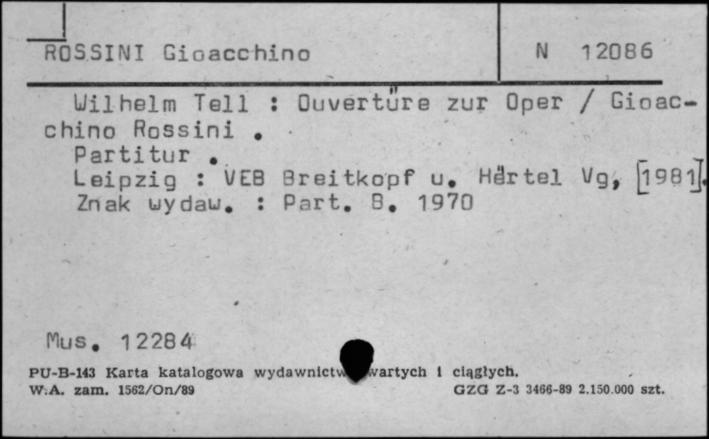 ROSSINI Gioacchino N 12086
Wilhelm Tell : Ouvertüre zur Oper / Gioac-
chino Rossini .
Partitur .
Leipzig : VEB Breitkopf u. Härtel Vg, [1981].
Znak wydaw. : Part. B. 1970
Mus. 12284
PU-B-143 Karta katalogowa wartych i ciągłych.
W.A. zam. 1562/On/89 GZG Z-3 3466-89 2.150.000 szt.